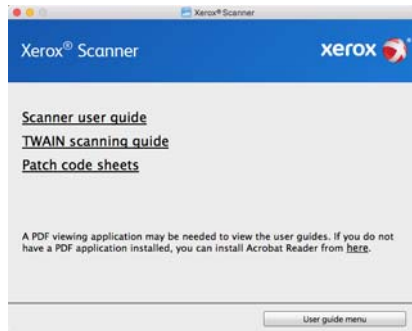 Xerox® Scanner
Xerox® Scanner
xerox
Scanner user guide
TWAIN scanning guide
Patch code sheets
A PDF viewing application may be needed to view the user guides. If you do not
have a PDF application installed, you can install Acrobat Reader from here.
User guide menu